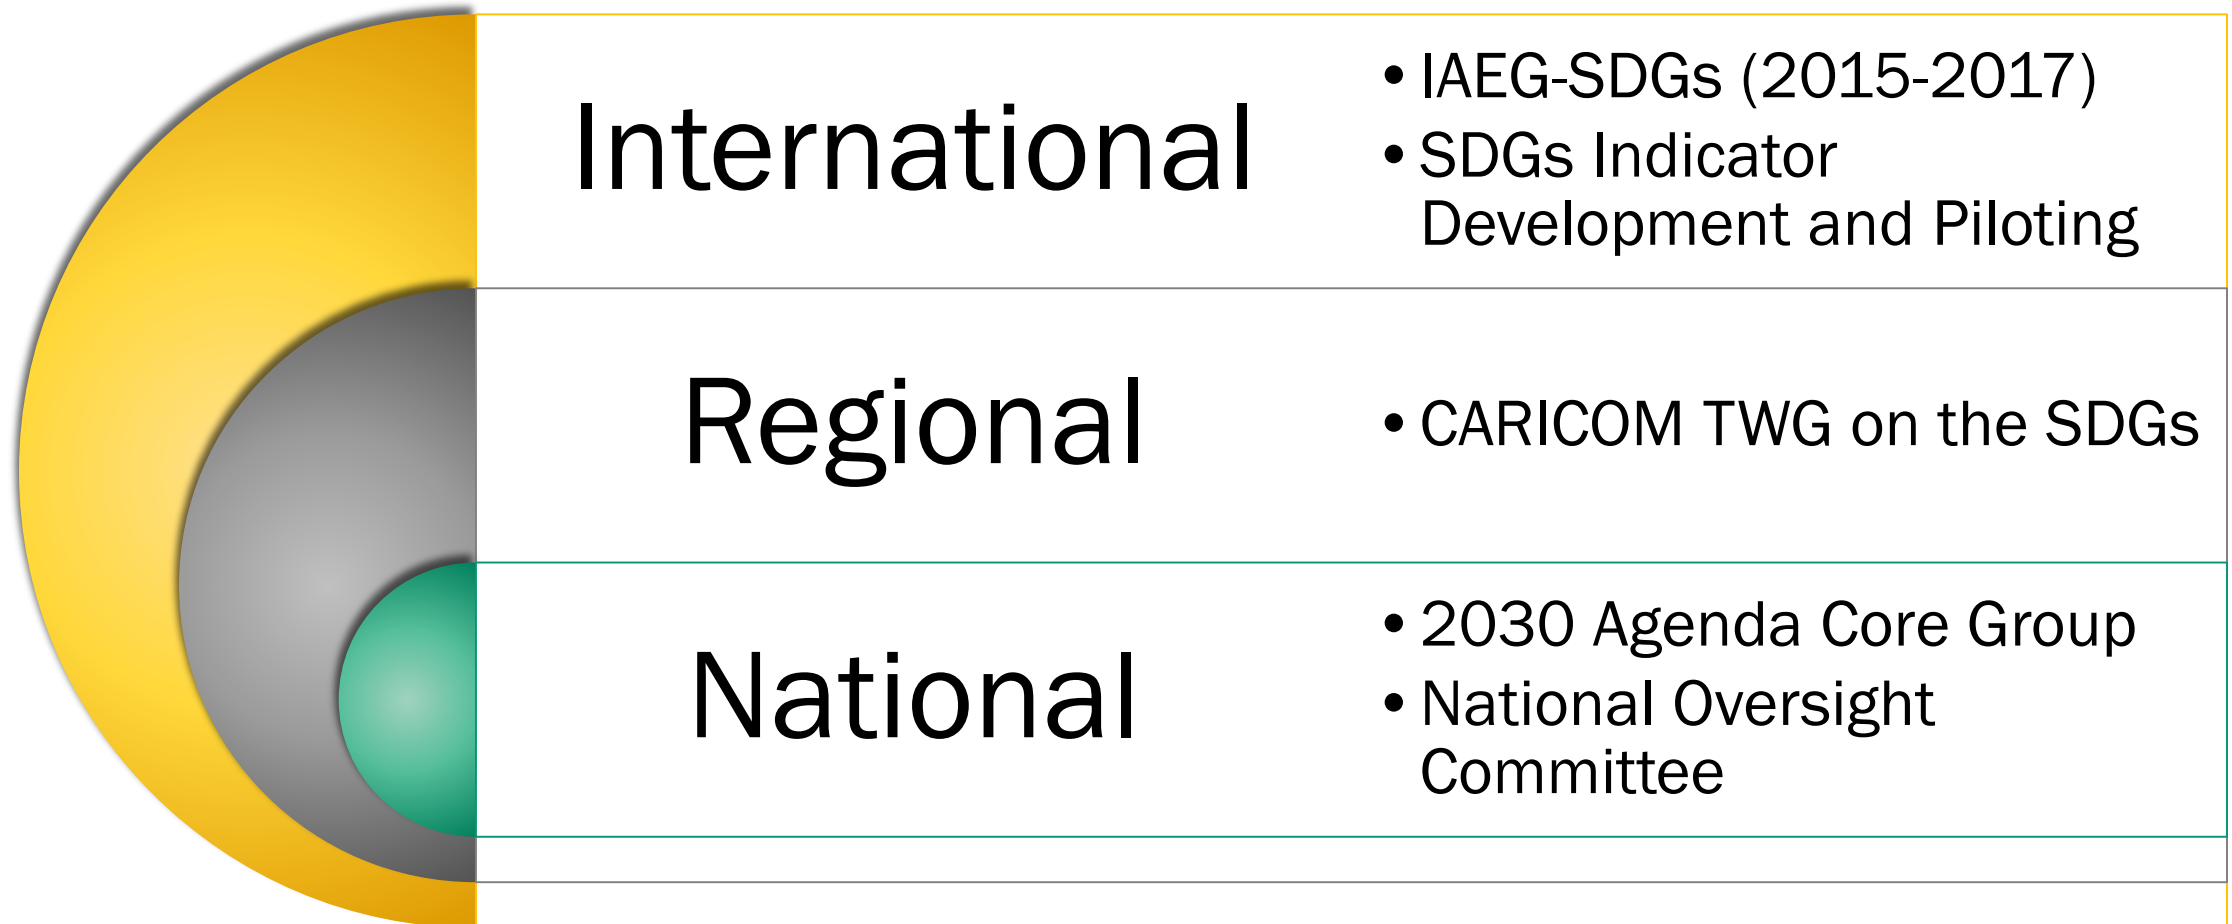 International
• IAEG-SDGs (2015-2017)
• SDGs Indicator
Development and Piloting
Regional
• CARICOM TWG on the SDGs
National
• 2030 Agenda Core Group
• National Oversight
Committee